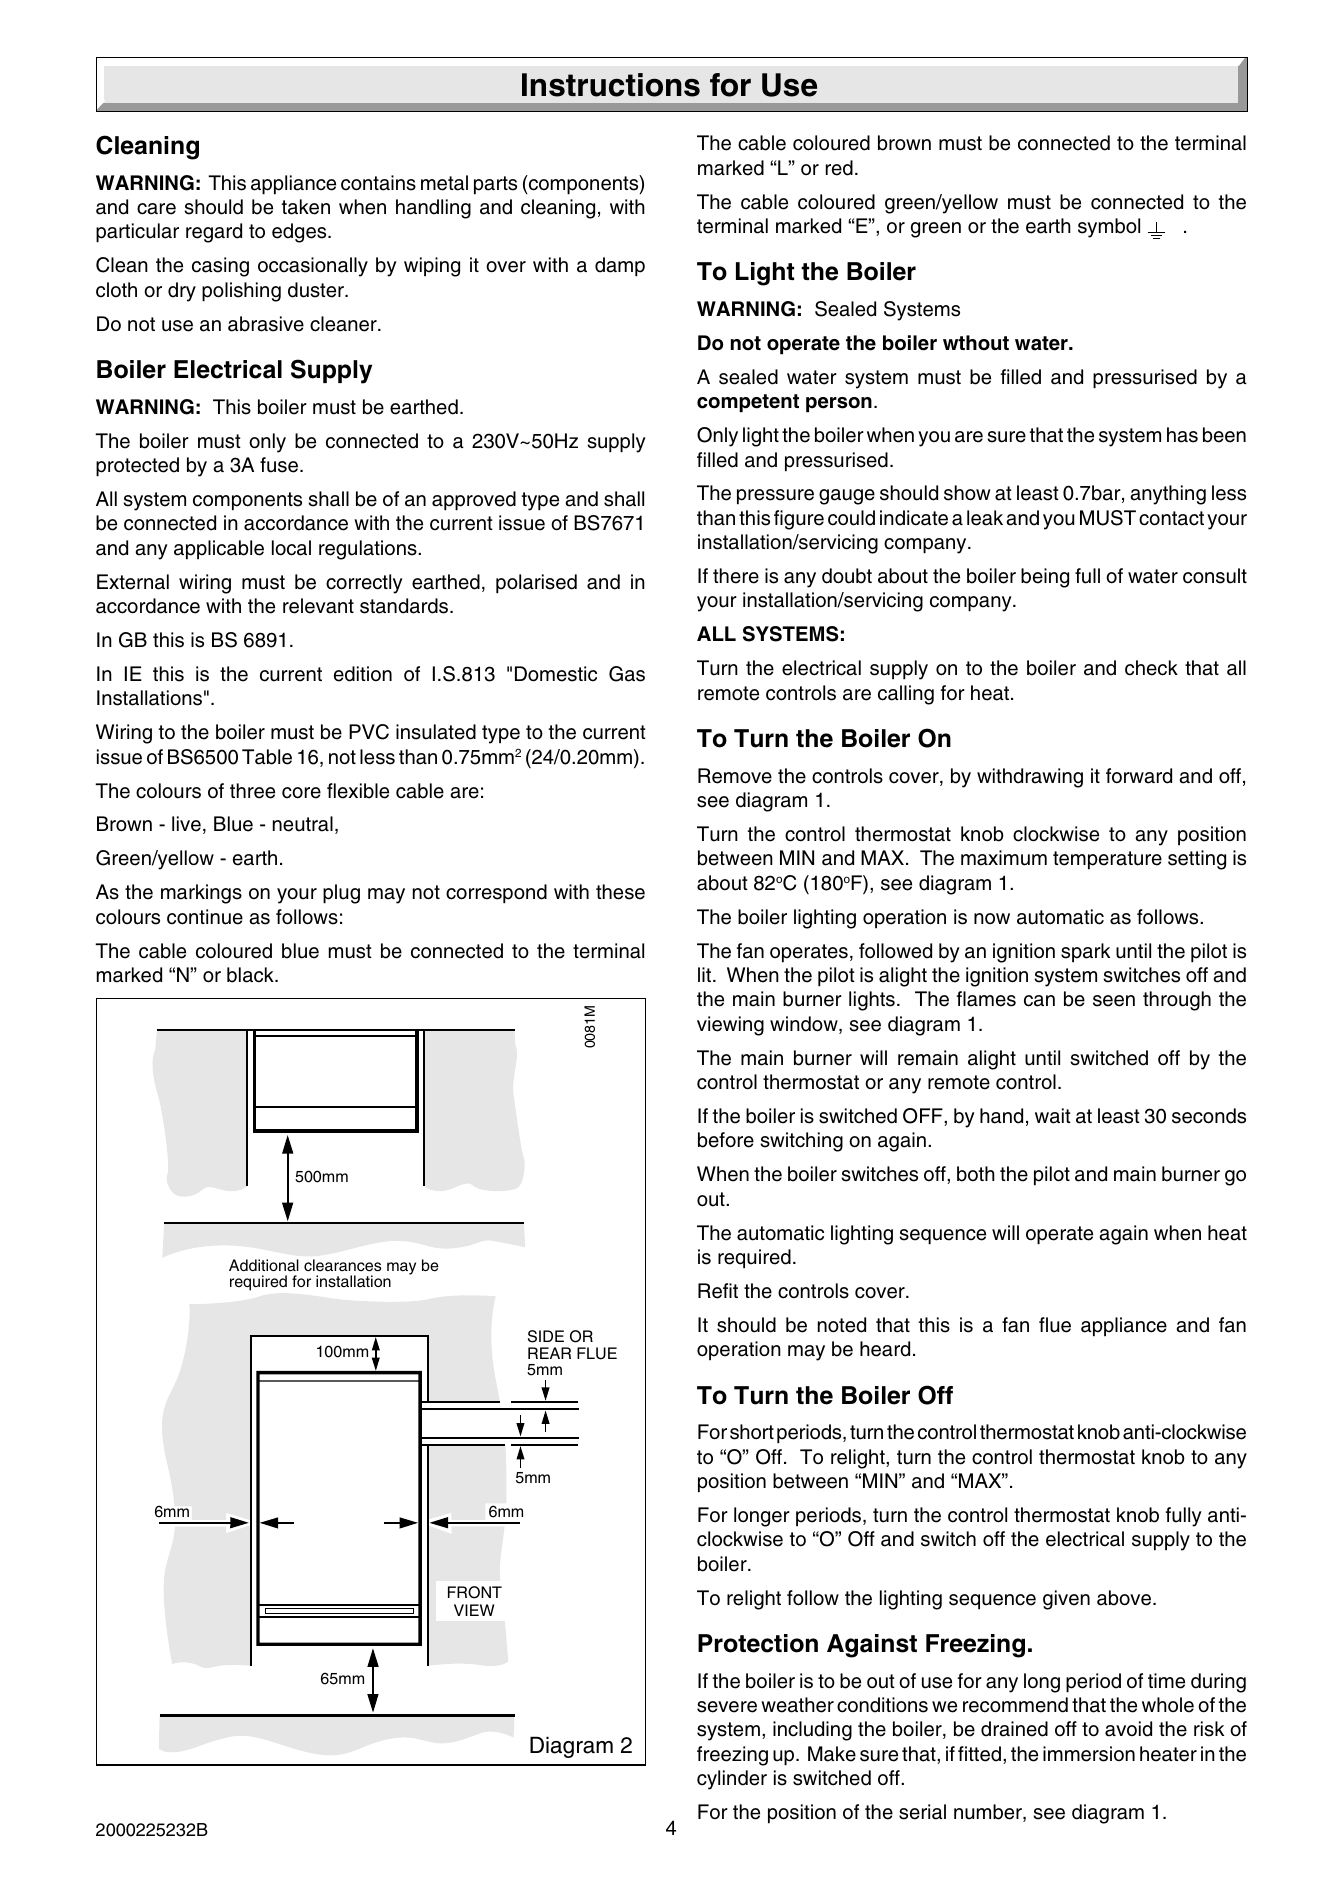 Instructions for Use
Cleaning
WARNING: This appliance contains metal parts (components)
and care should be taken when handling and cleaning, with
particular regard to edges.
Clean the casing occasionally by wiping it over with a damp
cloth or dry polishing duster.
Do not use an abrasive cleaner.
Boiler Electrical Supply
WARNING: This boiler must be earthed.
The boiler must only be connected to a 230V~50Hz supply
protected by a 3A fuse.
All system components shall be of an approved type and shall
be connected in accordance with the current issue of BS7671
and any applicable local regulations.
External wiring must be correctly earthed, polarised and in
accordance with the relevant standards.
In GB this is BS 6891.
In IE this is the current edition of I.S.813 "Domestic Gas
Installations".
Wiring to the boiler must be PVC insulated type to the current
issue of BS6500 Table 16, not less than 0.75mm² (24/0.20mm).
The colours of three core flexible cable are:
Brown - live, Blue - neutral,
Green/yellow - earth.
As the markings on your plug may not correspond with these
colours continue as follows:
The cable coloured blue must be connected to the terminal
marked “N” or black.
0081M
500mm
Additional clearances may be
required for installation
100mm
SIDE OR
REAR FLUE
5mm
5mm
6mm
6mm
FRONT
VIEW
65mm
Diagram 2
The cable coloured brown must be connected to the terminal
marked “L” or red.
The cable coloured green/yellow must be connected to the
terminal marked “E”, or green or the earth symbol ⏚ .
To Light the Boiler
WARNING: Sealed Systems
Do not operate the boiler wthout water.
A sealed water system must be filled and pressurised by a
competent person.
Only light the boiler when you are sure that the system has been
filled and pressurised.
The pressure gauge should show at least 0.7bar, anything less
than this figure could indicate a leak and you MUST contact your
installation/servicing company.
If there is any doubt about the boiler being full of water consult
your installation/servicing company.
ALL SYSTEMS:
Turn the electrical supply on to the boiler and check that all
remote controls are calling for heat.
To Turn the Boiler On
Remove the controls cover, by withdrawing it forward and off,
see diagram 1.
Turn the control thermostat knob clockwise to any position
between MIN and MAX. The maximum temperature setting is
about 82ºC (180ºF), see diagram 1.
The boiler lighting operation is now automatic as follows.
The fan operates, followed by an ignition spark until the pilot is
lit. When the pilot is alight the ignition system switches off and
the main burner lights. The flames can be seen through the
viewing window, see diagram 1.
The main burner will remain alight until switched off by the
control thermostat or any remote control.
If the boiler is switched OFF, by hand, wait at least 30 seconds
before switching on again.
When the boiler switches off, both the pilot and main burner go
out.
The automatic lighting sequence will operate again when heat
is required.
Refit the controls cover.
It should be noted that this is a fan flue appliance and fan
operation may be heard.
To Turn the Boiler Off
For short periods, turn the control thermostat knob anti-clockwise
to “O” Off. To relight, turn the control thermostat knob to any
position between “MIN” and “MAX”.
For longer periods, turn the control thermostat knob fully anti-
clockwise to “O” Off and switch off the electrical supply to the
boiler.
To relight follow the lighting sequence given above.
Protection Against Freezing.
If the boiler is to be out of use for any long period of time during
severe weather conditions we recommend that the whole of the
system, including the boiler, be drained off to avoid the risk of
freezing up. Make sure that, if fitted, the immersion heater in the
cylinder is switched off.
For the position of the serial number, see diagram 1.
2000225232B
4